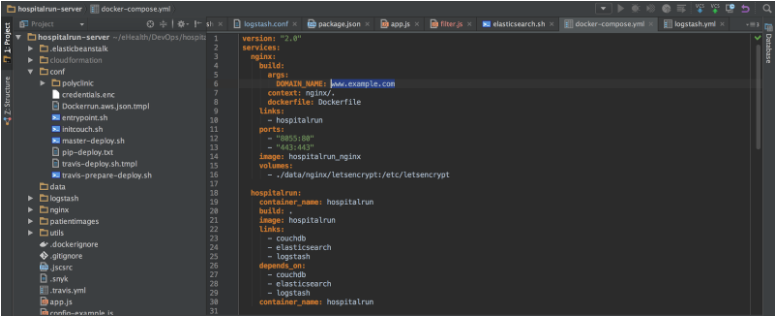 hospitalrun-server docker-compose.yml
Project
logstash.conf package.json app.js filter.js elasticsearch.sh docker-compose.yml logstash.yml
1: Project
Z: Structure
Database
hospitalrun-server ~/eHealth/DevOps/hospita
.elasticbeanstalk
cloudformation
conf
polyclinic
credentials.enc
Dockerrun.aws.json.tmpl
entrypoint.sh
initcouch.sh
master-deploy.sh
pip-deploy.txt
travis-deploy.sh.tmpl
travis-prepare-deploy.sh
data
logstash
nginx
patientimages
utils
.dockerignore
.gitignore
.jscsrc
.snyk
.travis.yml
app.js
config-example.js
1 version: "2.0"
2 services:
3 nginx:
4 build:
5 args:
6 DOMAIN_NAME: www.example.com
7 context: nginx/.
8 dockerfile: Dockerfile
9 links:
10 - hospitalrun
11 ports:
12 - "8055:80"
13 - "443:443"
14 image: hospitalrun_nginx
15 volumes:
16 - ./data/nginx/letsencrypt:/etc/letsencrypt
17
18 hospitalrun:
19 container_name: hospitalrun
20 build: .
21 image: hospitalrun
22 links:
23 - couchdb
24 - elasticsearch
25 - logstash
26 depends_on:
27 - couchdb
28 - elasticsearch
29 - logstash
30 container_name: hospitalrun
31